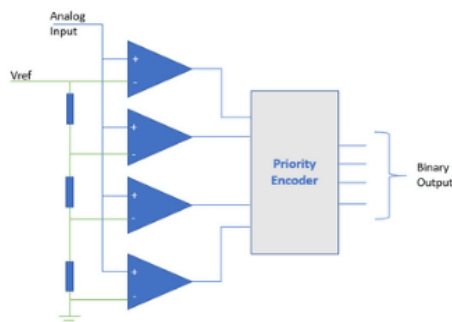 Analog
Input
Vref
+
-
+
-
+
-
+
-
Priority
Encoder
Binary
Output